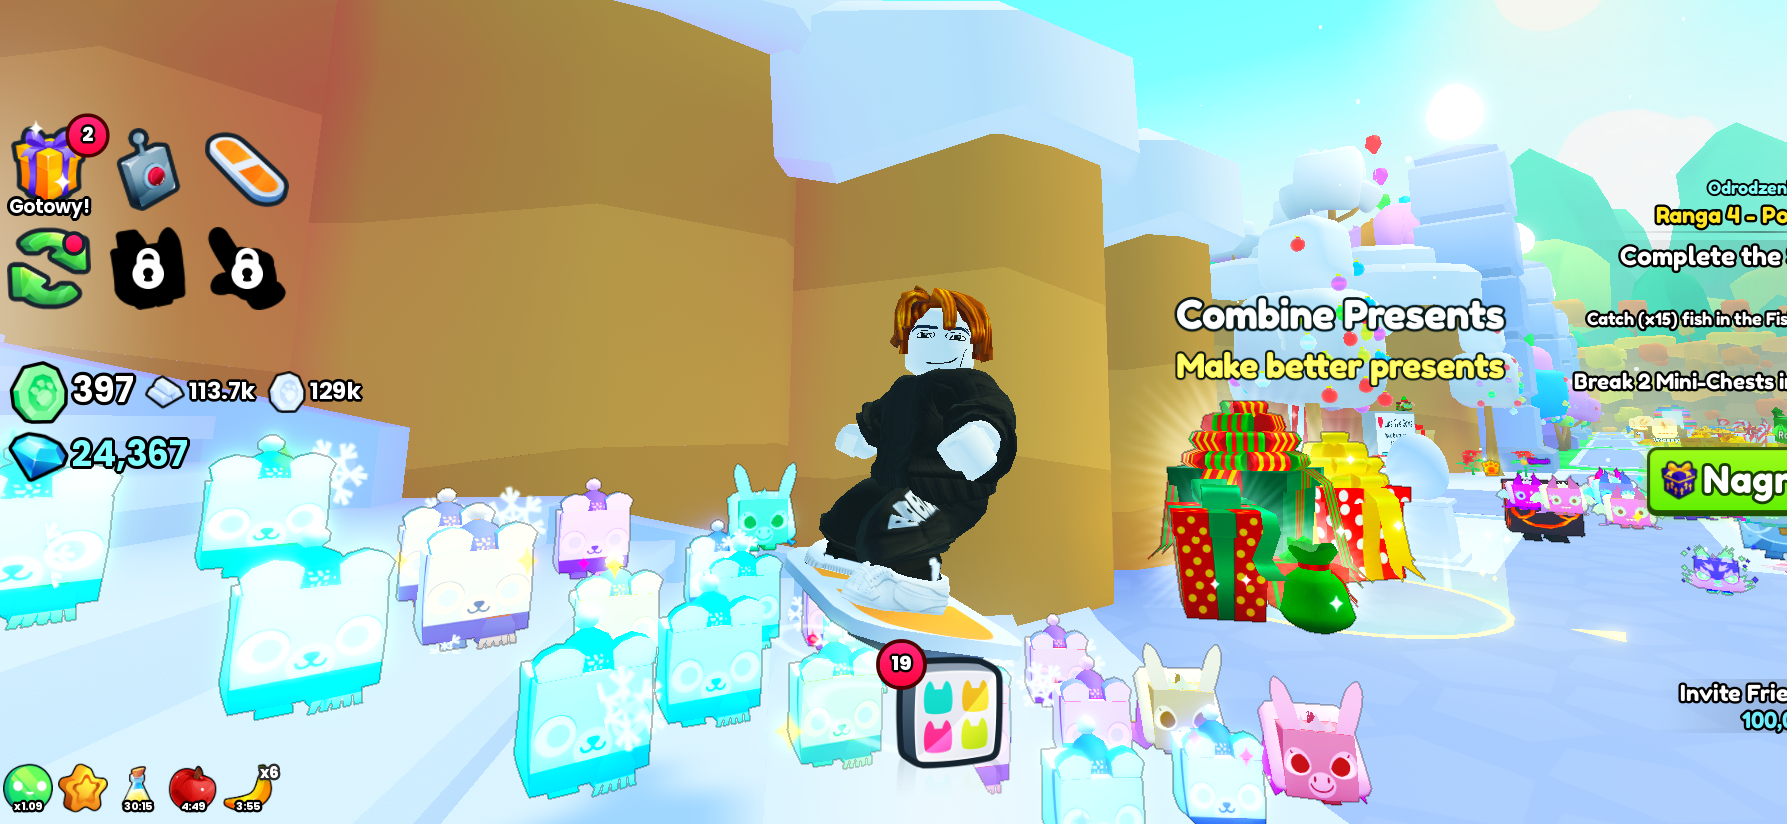 2
Gotowy!
397
113.7k
129k
24,367
Combine Presents
Make better presents
Odrodzeni
Ranga 4 - Po
Complete the
Catch (x15) fish in the Fis
Break 2 Mini-Chests i
Nagr
Invite Frie
100,
19
x1.09
30:15
4:49
x6
3:55